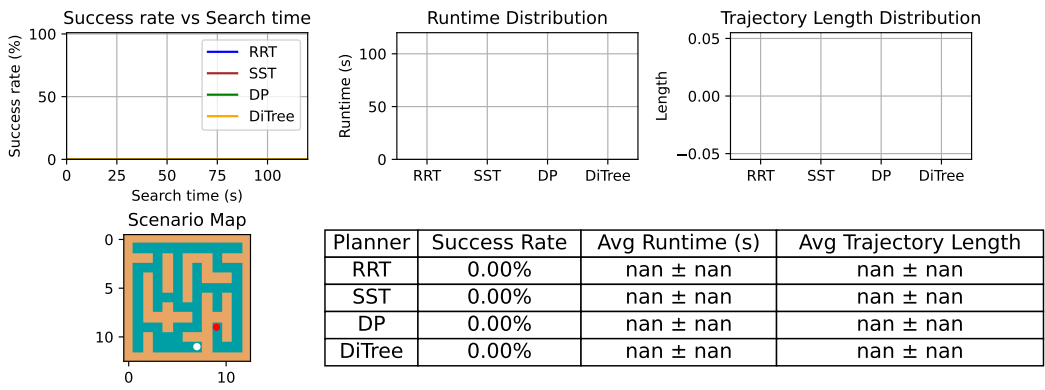 Success rate vs Search time
Success rate (%)
100
50
0
0 25 50 75 100
Search time (s)
RRT
SST
DP
DiTree
Runtime Distribution
Runtime (s)
100
50
0
RRT SST DP DiTree
Trajectory Length Distribution
Length
0.05
0.00
−0.05
RRT SST DP DiTree
Scenario Map
0
5
10
0 10
Planner Success Rate Avg Runtime (s) Avg Trajectory Length
RRT 0.00% nan ± nan nan ± nan
SST 0.00% nan ± nan nan ± nan
DP 0.00% nan ± nan nan ± nan
DiTree 0.00% nan ± nan nan ± nan